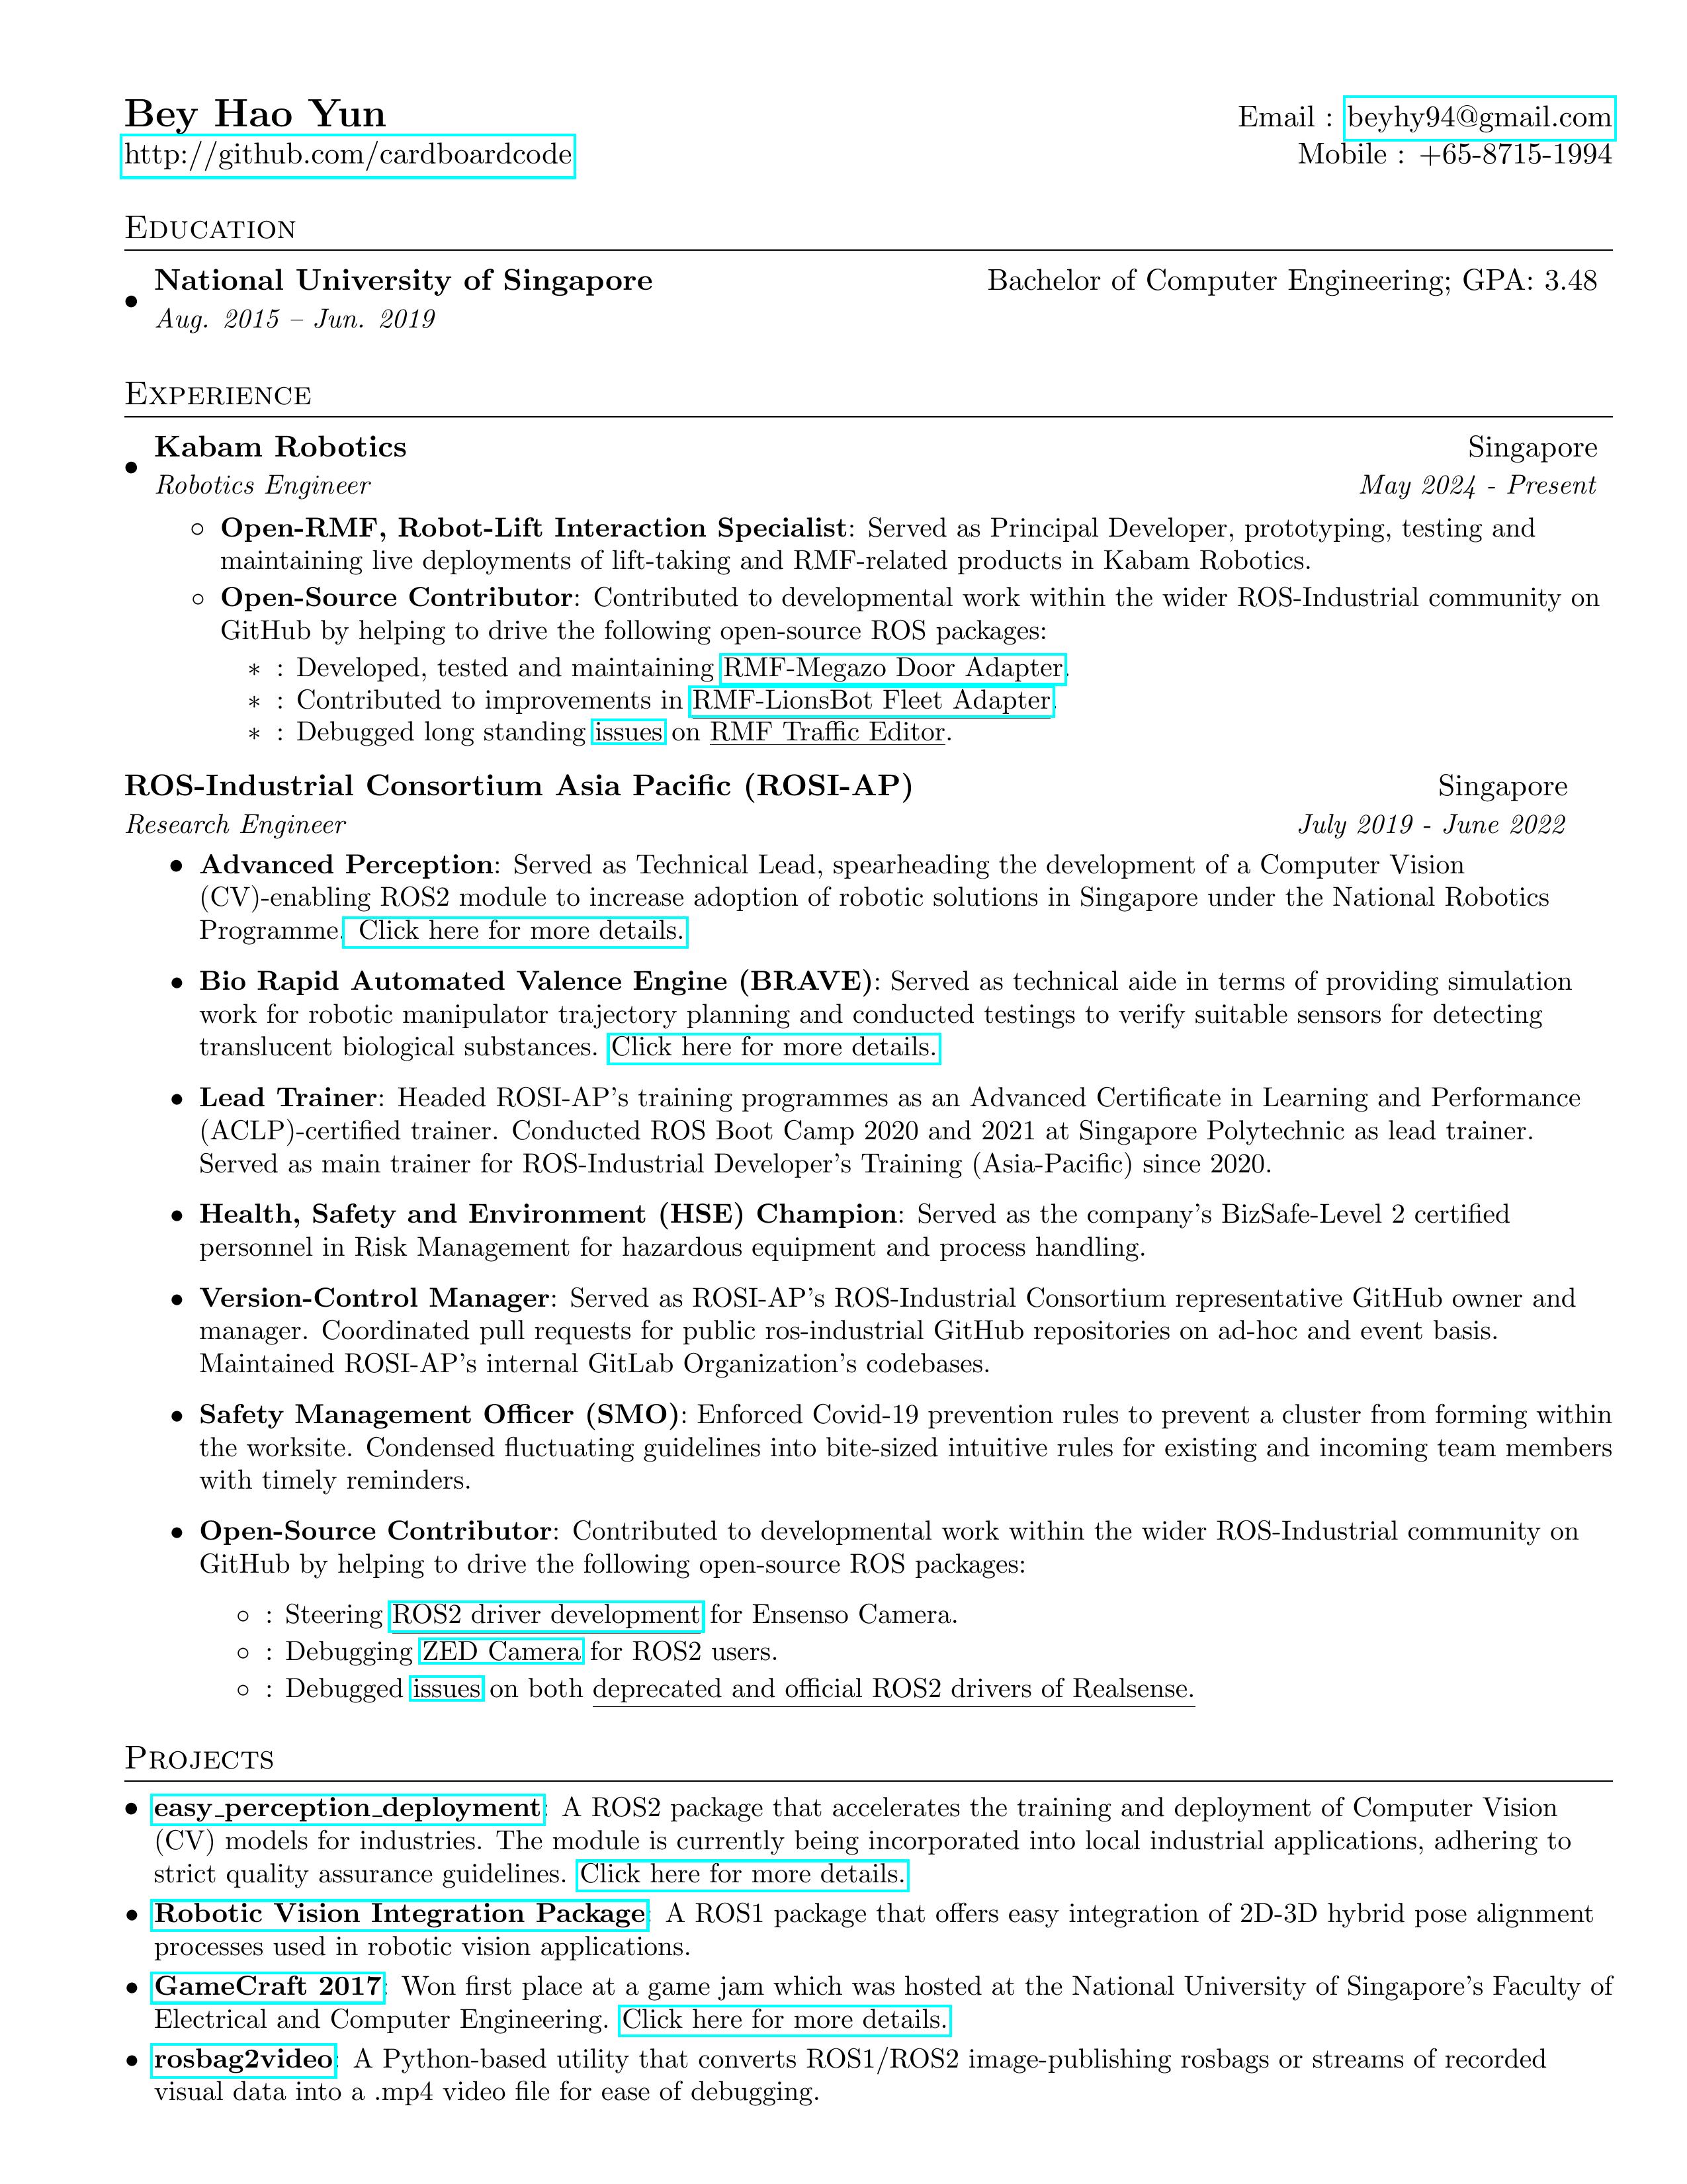 Bey Hao Yun
Email : beyhy94@gmail.com
http://github.com/cardboardcode
Mobile : +65-8715-1994
Education
• National University of Singapore
Bachelor of Computer Engineering; GPA: 3.48
Aug. 2015 – Jun. 2019
Experience
• Kabam Robotics
Singapore
Robotics Engineer
May 2024 - Present
◦ Open-RMF, Robot-Lift Interaction Specialist: Served as Principal Developer, prototyping, testing and
maintaining live deployments of lift-taking and RMF-related products in Kabam Robotics.
◦ Open-Source Contributor: Contributed to developmental work within the wider ROS-Industrial community on
GitHub by helping to drive the following open-source ROS packages:
∗ : Developed, tested and maintaining RMF-Megazo Door Adapter.
∗ : Contributed to improvements in RMF-LionsBot Fleet Adapter.
∗ : Debugged long standing issues on RMF Traffic Editor.
ROS-Industrial Consortium Asia Pacific (ROSI-AP)
Singapore
Research Engineer
July 2019 - June 2022
• Advanced Perception: Served as Technical Lead, spearheading the development of a Computer Vision
(CV)-enabling ROS2 module to increase adoption of robotic solutions in Singapore under the National Robotics
Programme. Click here for more details.
• Bio Rapid Automated Valence Engine (BRAVE): Served as technical aide in terms of providing simulation
work for robotic manipulator trajectory planning and conducted testings to verify suitable sensors for detecting
translucent biological substances. Click here for more details.
• Lead Trainer: Headed ROSI-AP's training programmes as an Advanced Certificate in Learning and Performance
(ACLP)-certified trainer. Conducted ROS Boot Camp 2020 and 2021 at Singapore Polytechnic as lead trainer.
Served as main trainer for ROS-Industrial Developer's Training (Asia-Pacific) since 2020.
• Health, Safety and Environment (HSE) Champion: Served as the company's BizSafe-Level 2 certified
personnel in Risk Management for hazardous equipment and process handling.
• Version-Control Manager: Served as ROSI-AP's ROS-Industrial Consortium representative GitHub owner and
manager. Coordinated pull requests for public ros-industrial GitHub repositories on ad-hoc and event basis.
Maintained ROSI-AP's internal GitLab Organization's codebases.
• Safety Management Officer (SMO): Enforced Covid-19 prevention rules to prevent a cluster from forming within
the worksite. Condensed fluctuating guidelines into bite-sized intuitive rules for existing and incoming team members
with timely reminders.
• Open-Source Contributor: Contributed to developmental work within the wider ROS-Industrial community on
GitHub by helping to drive the following open-source ROS packages:
◦ : Steering ROS2 driver development for Ensenso Camera.
◦ : Debugging ZED Camera for ROS2 users.
◦ : Debugged issues on both deprecated and official ROS2 drivers of Realsense.
Projects
• easy_perception_deployment: A ROS2 package that accelerates the training and deployment of Computer Vision
(CV) models for industries. The module is currently being incorporated into local industrial applications, adhering to
strict quality assurance guidelines. Click here for more details.
• Robotic Vision Integration Package: A ROS1 package that offers easy integration of 2D-3D hybrid pose alignment
processes used in robotic vision applications.
• GameCraft 2017: Won first place at a game jam which was hosted at the National University of Singapore's Faculty of
Electrical and Computer Engineering. Click here for more details.
• rosbag2video: A Python-based utility that converts ROS1/ROS2 image-publishing rosbags or streams of recorded
visual data into a .mp4 video file for ease of debugging.